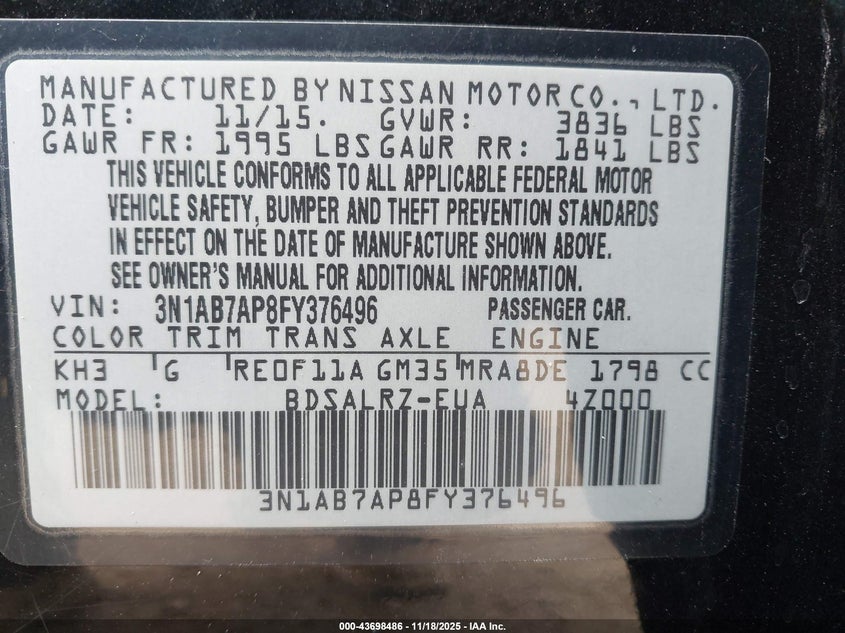 MANUFACTURED BY NISSAN MOTOR CO., LTD.
DATE: 11/15. GVWR: 3836 LBS
GAWR FR: 1995 LBS GAWR RR: 1841 LBS
THIS VEHICLE CONFORMS TO ALL APPLICABLE FEDERAL MOTOR
VEHICLE SAFETY, BUMPER AND THEFT PREVENTION STANDARDS
IN EFFECT ON THE DATE OF MANUFACTURE SHOWN ABOVE.
SEE OWNER'S MANUAL FOR ADDITIONAL INFORMATION.
VIN: 3N1AB7AP8FY376496 PASSENGER CAR.
COLOR TRIM TRANS AXLE ENGINE
KH3 G RE0F11A GM35 MRA8DE 1798 CC
MODEL: BDSALRZ-EUA 4Z000
3N1AB7AP8FY376496
000-43698486 - 11/18/2025 - IAA Inc.